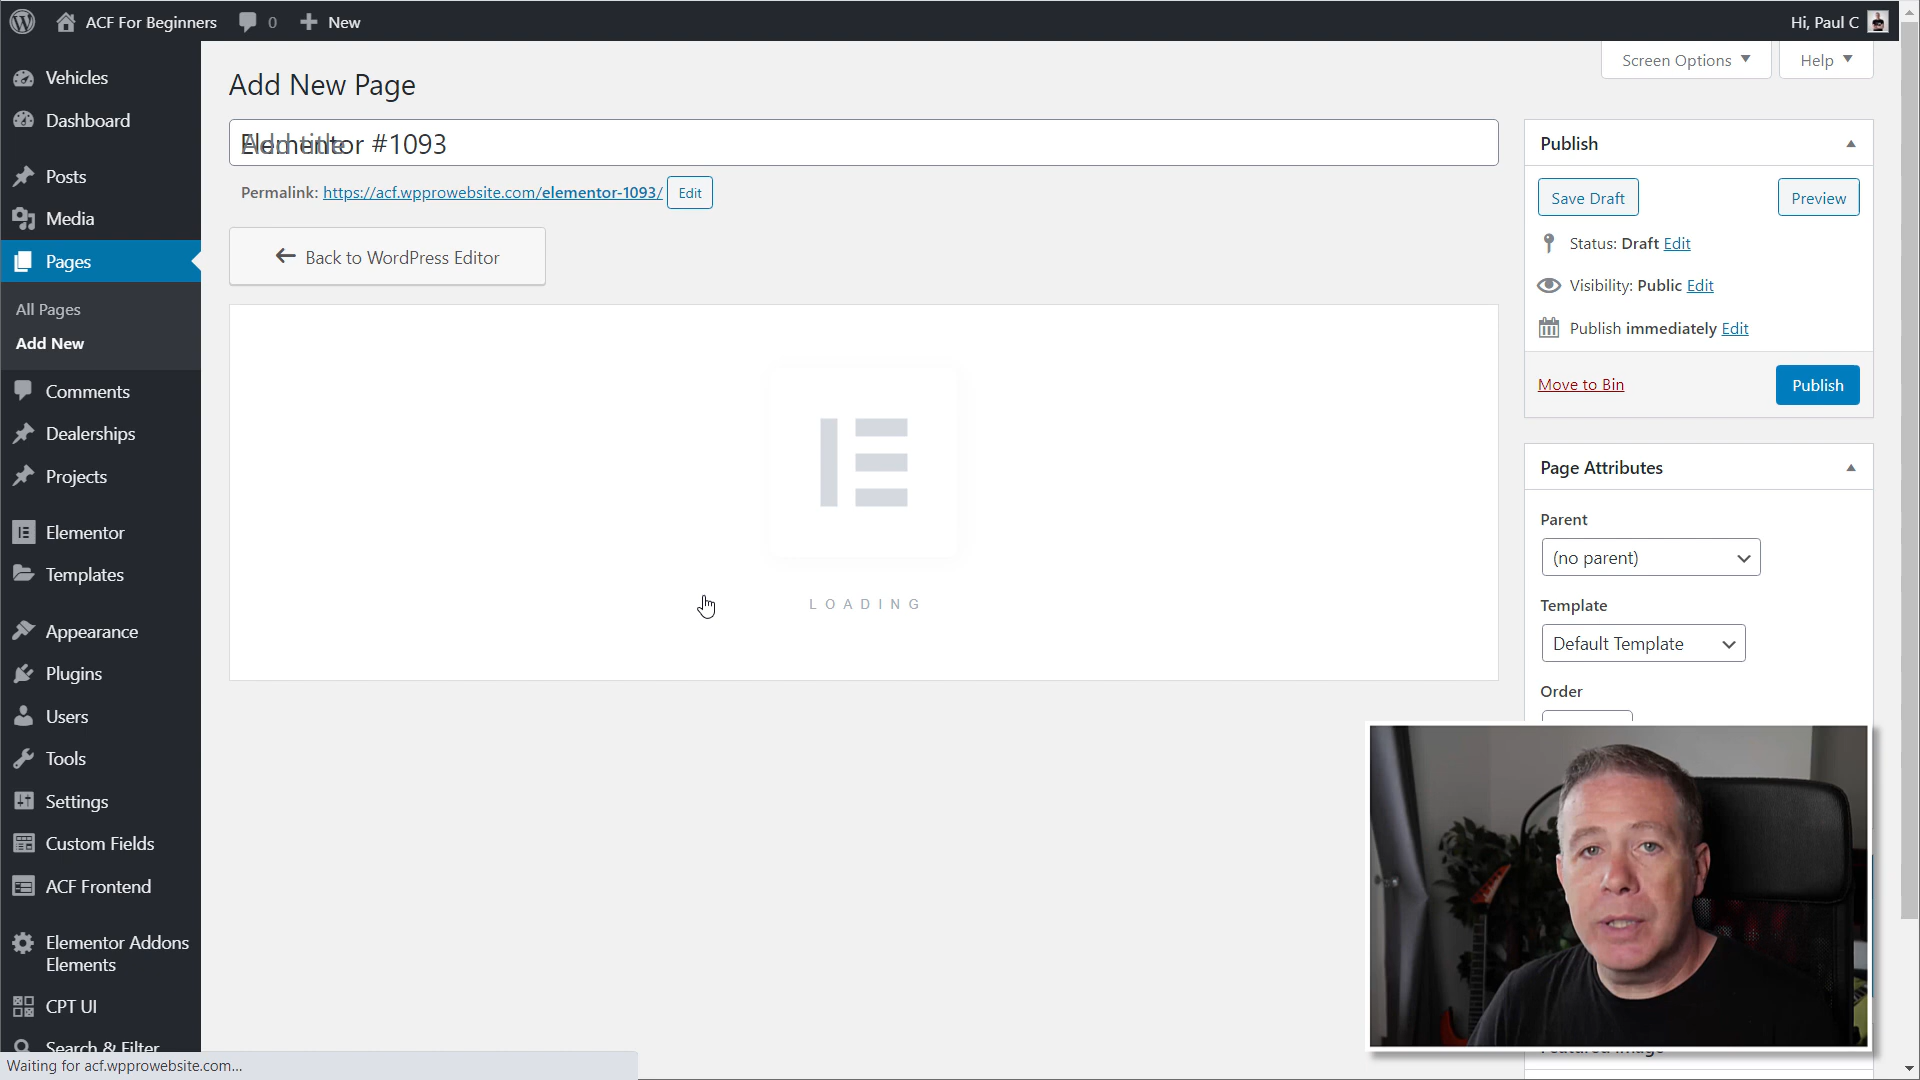 ACF For Beginners
0
New
Hi, Paul C
Screen Options
Help
Vehicles
Dashboard
Posts
Media
Pages
All Pages
Add New
Comments
Dealerships
Projects
Elementor
Templates
Appearance
Plugins
Users
Tools
Settings
Custom Fields
ACF Frontend
Elementor Addons
Elements
CPT UI
Search & Filter
Add New Page
Elementor #1093
Add title
Permalink: https://acf.wpprowebsite.com/elementor-1093/ Edit
Back to WordPress Editor
LOADING
Publish
Save Draft
Preview
Status: Draft Edit
Visibility: Public Edit
Publish immediately Edit
Move to Bin
Publish
Page Attributes
Parent
(no parent)
Template
Default Template
Order
Featured Image
Waiting for acf.wpprowebsite.com...